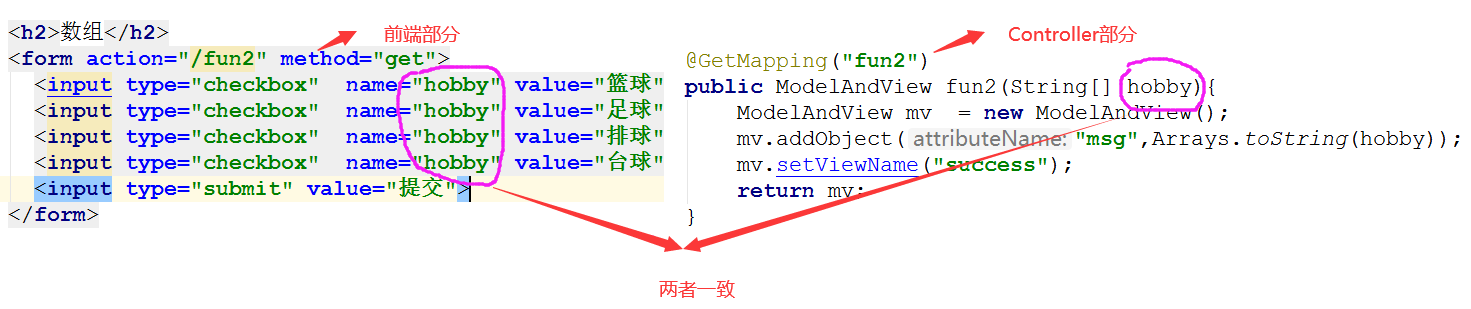 <h2>数组</h2>
前端部分
<form action="/fun2" method="get">
<input type="checkbox"  name="hobby" value="篮球"
<input type="checkbox"  name="hobby" value="足球"
<input type="checkbox"  name="hobby" value="排球"
<input type="checkbox"  name="hobby" value="台球"
<input type="submit" value="提交">
</form>
Controller部分
@GetMapping("fun2")
public ModelAndView fun2(String[] hobby){
ModelAndView mv  = new ModelAndView();
mv.addObject( attributeName: "msg",Arrays.toString(hobby));
mv.setViewName("success");
return mv;
}
两者一致